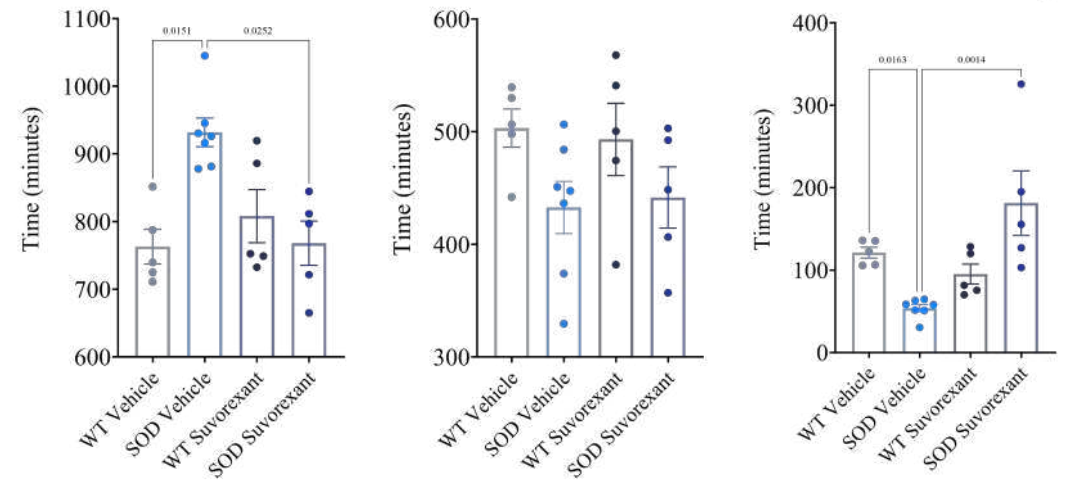 Time (minutes)
1100
1000
900
800
700
600
0.0151
0.0252
WT Vehicle
SOD Vehicle
WT Suvorexant
SOD Suvorexant
Time (minutes)
600
500
400
300
WT Vehicle
SOD Vehicle
WT Suvorexant
SOD Suvorexant
Time (minutes)
400
300
200
100
0
0.0163
0.0014
WT Vehicle
SOD Vehicle
WT Suvorexant
SOD Suvorexant